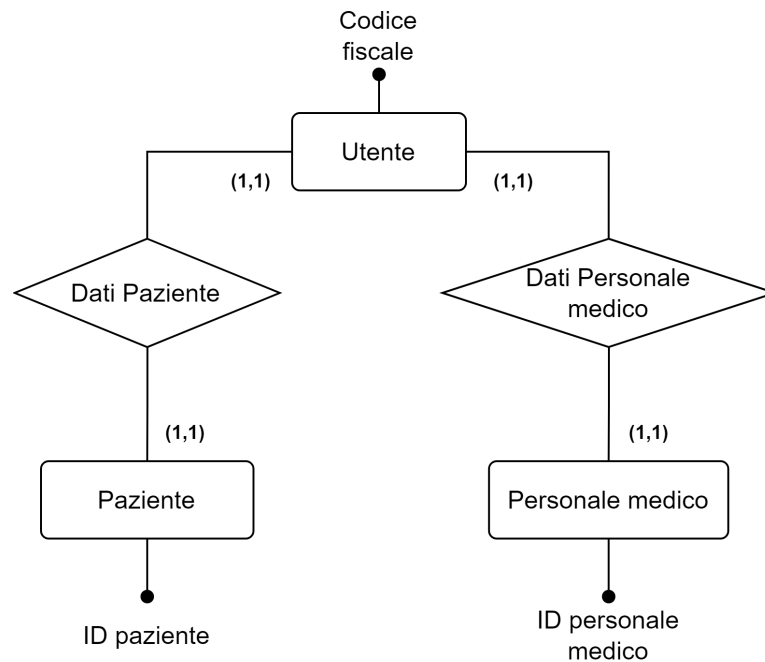 Codice
fiscale
Utente
(1,1)
(1,1)
Dati Paziente
Dati Personale
medico
(1,1)
(1,1)
Paziente
Personale medico
ID paziente
ID personale
medico